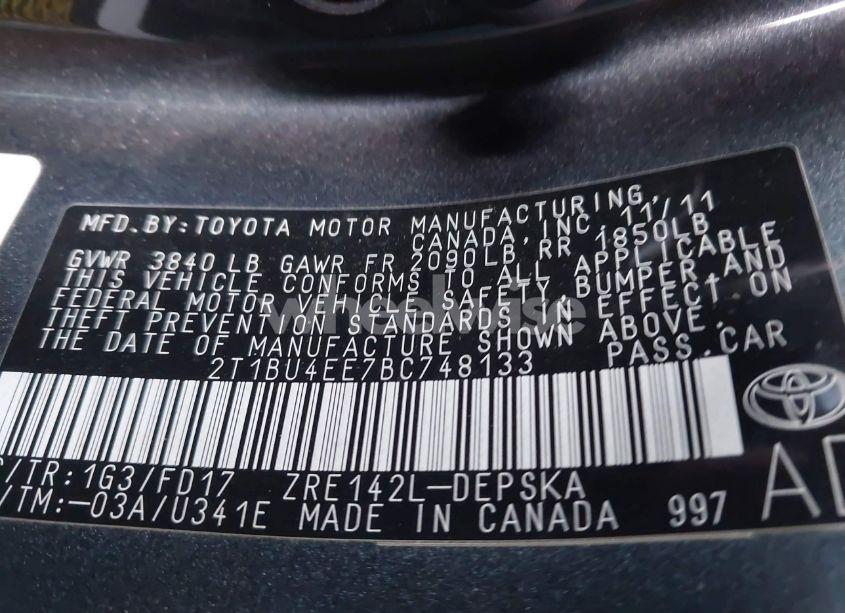 MFD.BY:TOYOTA MOTOR MANUFACTURING,
CANADA, INC. 11/11
GVWR 3840 LB GAWR FR 2090LB, RR 1850LB
THIS VEHICLE CONFORMS TO ALL APPLICABLE
FEDERAL MOTOR VEHICLE SAFETY, BUMPER, AND
THEFT PREVENTION STANDARDS IN EFFECT ON
THE DATE OF MANUFACTURE SHOWN ABOVE.
2T1BU4EE7BC748133 PASS.CAR
/TR:1G3/FD17 ZRE142L-DEPSKA
/TM:-03A/U341E MADE IN CANADA 997